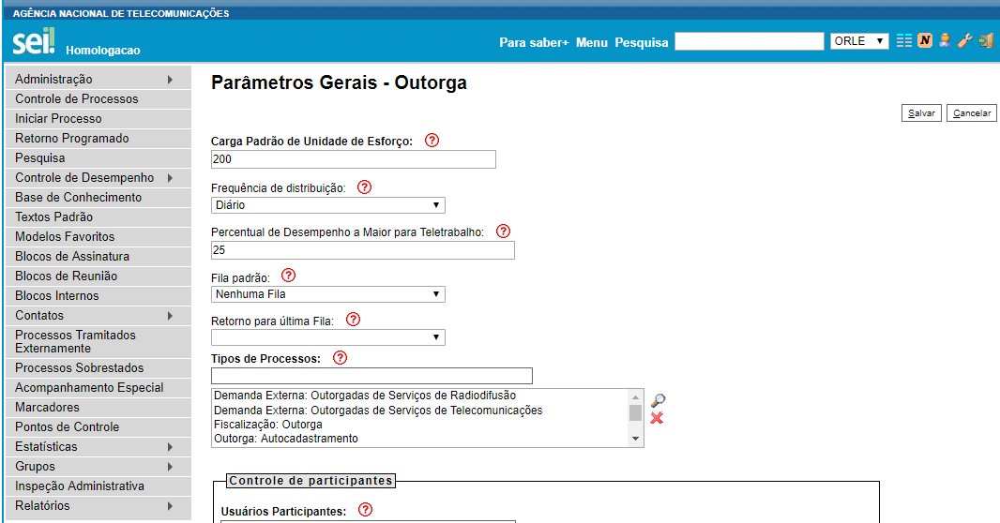 AGÊNCIA NACIONAL DE TELECOMUNICAÇÕES
sei! Homologacao
Para saber+ Menu Pesquisa ORLE
Administração
Controle de Processos
Iniciar Processo
Retorno Programado
Pesquisa
Controle de Desempenho
Base de Conhecimento
Textos Padrão
Modelos Favoritos
Blocos de Assinatura
Blocos de Reunião
Blocos Internos
Contatos
Processos Tramitados
Externamente
Processos Sobrestados
Acompanhamento Especial
Marcadores
Pontos de Controle
Estatísticas
Grupos
Inspeção Administrativa
Relatórios
Parâmetros Gerais - Outorga
Salvar Cancelar
Carga Padrão de Unidade de Esforço: ?
200
Frequência de distribuição: ?
Diário
Percentual de Desempenho a Maior para Teletrabalho: ?
25
Fila padrão: ?
Nenhuma Fila
Retorno para última Fila: ?
Tipos de Processos: ?
Demanda Externa: Outorgadas de Serviços de Radiodifusão
Demanda Externa: Outorgadas de Serviços de Telecomunicações
Fiscalização: Outorga
Outorga: Autocadastramento
Controle de participantes
Usuários Participantes: ?